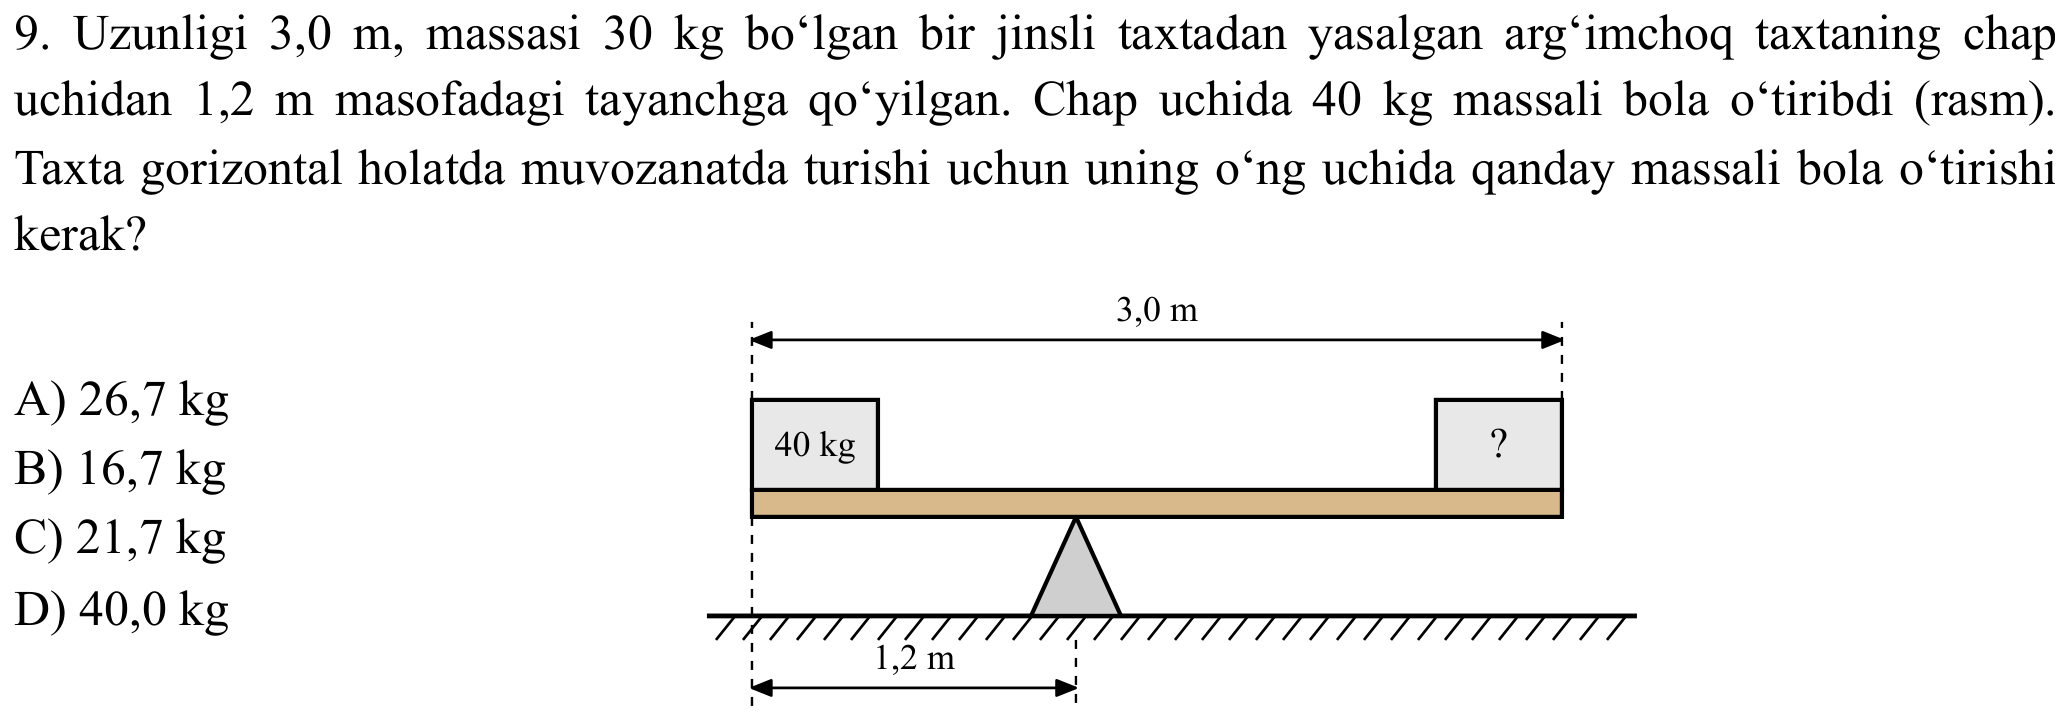 9. Uzunligi 3,0 m, massasi 30 kg bo‘lgan bir jinsli taxtadan yasalgan arg‘imchoq taxtaning chap
uchidan 1,2 m masofadagi tayanchga qo‘yilgan. Chap uchida 40 kg massali bola o‘tiribdi (rasm).
Taxta gorizontal holatda muvozanatda turishi uchun uning o‘ng uchida qanday massali bola o‘tirishi
kerak?
3,0 m
A) 26,7 kg
B) 16,7 kg
C) 21,7 kg
D) 40,0 kg
40 kg
?
1,2 m